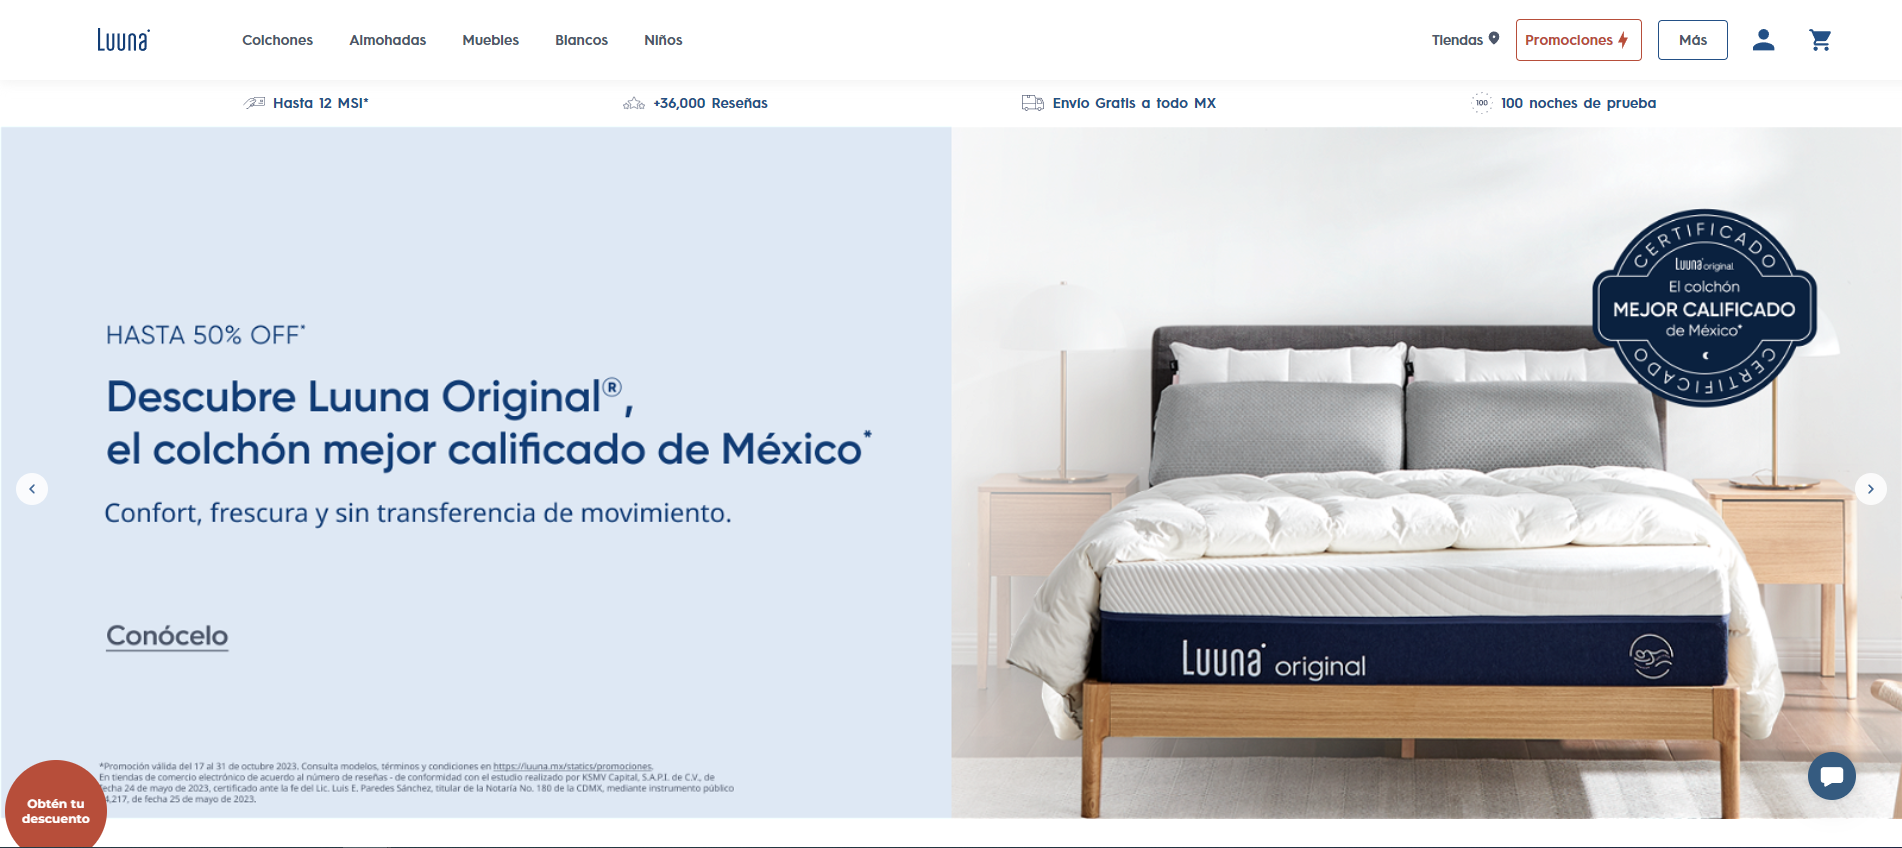 Luuna
Colchones
Almohadas
Muebles
Blancos
Niños
Tiendas
Promociones
Más
Hasta 12 MSI*
+36,000 Reseñas
Envío Gratis a todo MX
100
100 noches de prueba
HASTA 50% OFF*
Descubre Luuna Original®,
el colchón mejor calificado de México*
Confort, frescura y sin transferencia de movimiento.
Conócelo
*Promoción válida del 17 al 31 de octubre 2023. Consulta modelos, términos y condiciones en https://luuna.mx/statics/promociones.
En tiendas de comercio electrónico de acuerdo al número de reseñas - de conformidad con el estudio realizado por KSMV Capital, S.A.P.I. de C.V., de
fecha 24 de mayo de 2023, certificado ante la fe del Lic. Luis E. Paredes Sánchez, titular de la Notaría No. 180 de la CDMX, mediante instrumento público
4,217, de fecha 25 de mayo de 2023.
Obtén tu
descuento
CERTIFICADO
Luuna original
El colchón
MEJOR CALIFICADO
de México*
CERTIFICADO
Luuna original